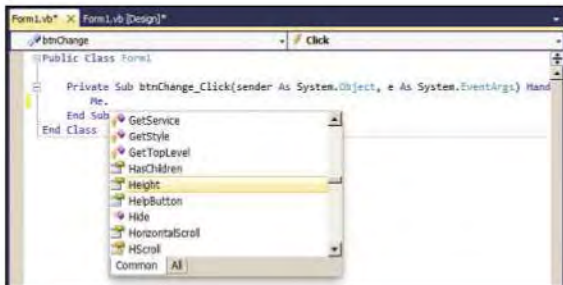 Form1.vb* X Form1.vb [Design]*
btnChange Click
Public Class Form1
Private Sub btnChange_Click(sender As System.Object, e As System.EventArgs) Hand
Me.
End Sub
End Class
GetService
GetStyle
GetTopLevel
HasChildren
Height
HelpButton
Hide
HorizontalScroll
HScroll
Common All